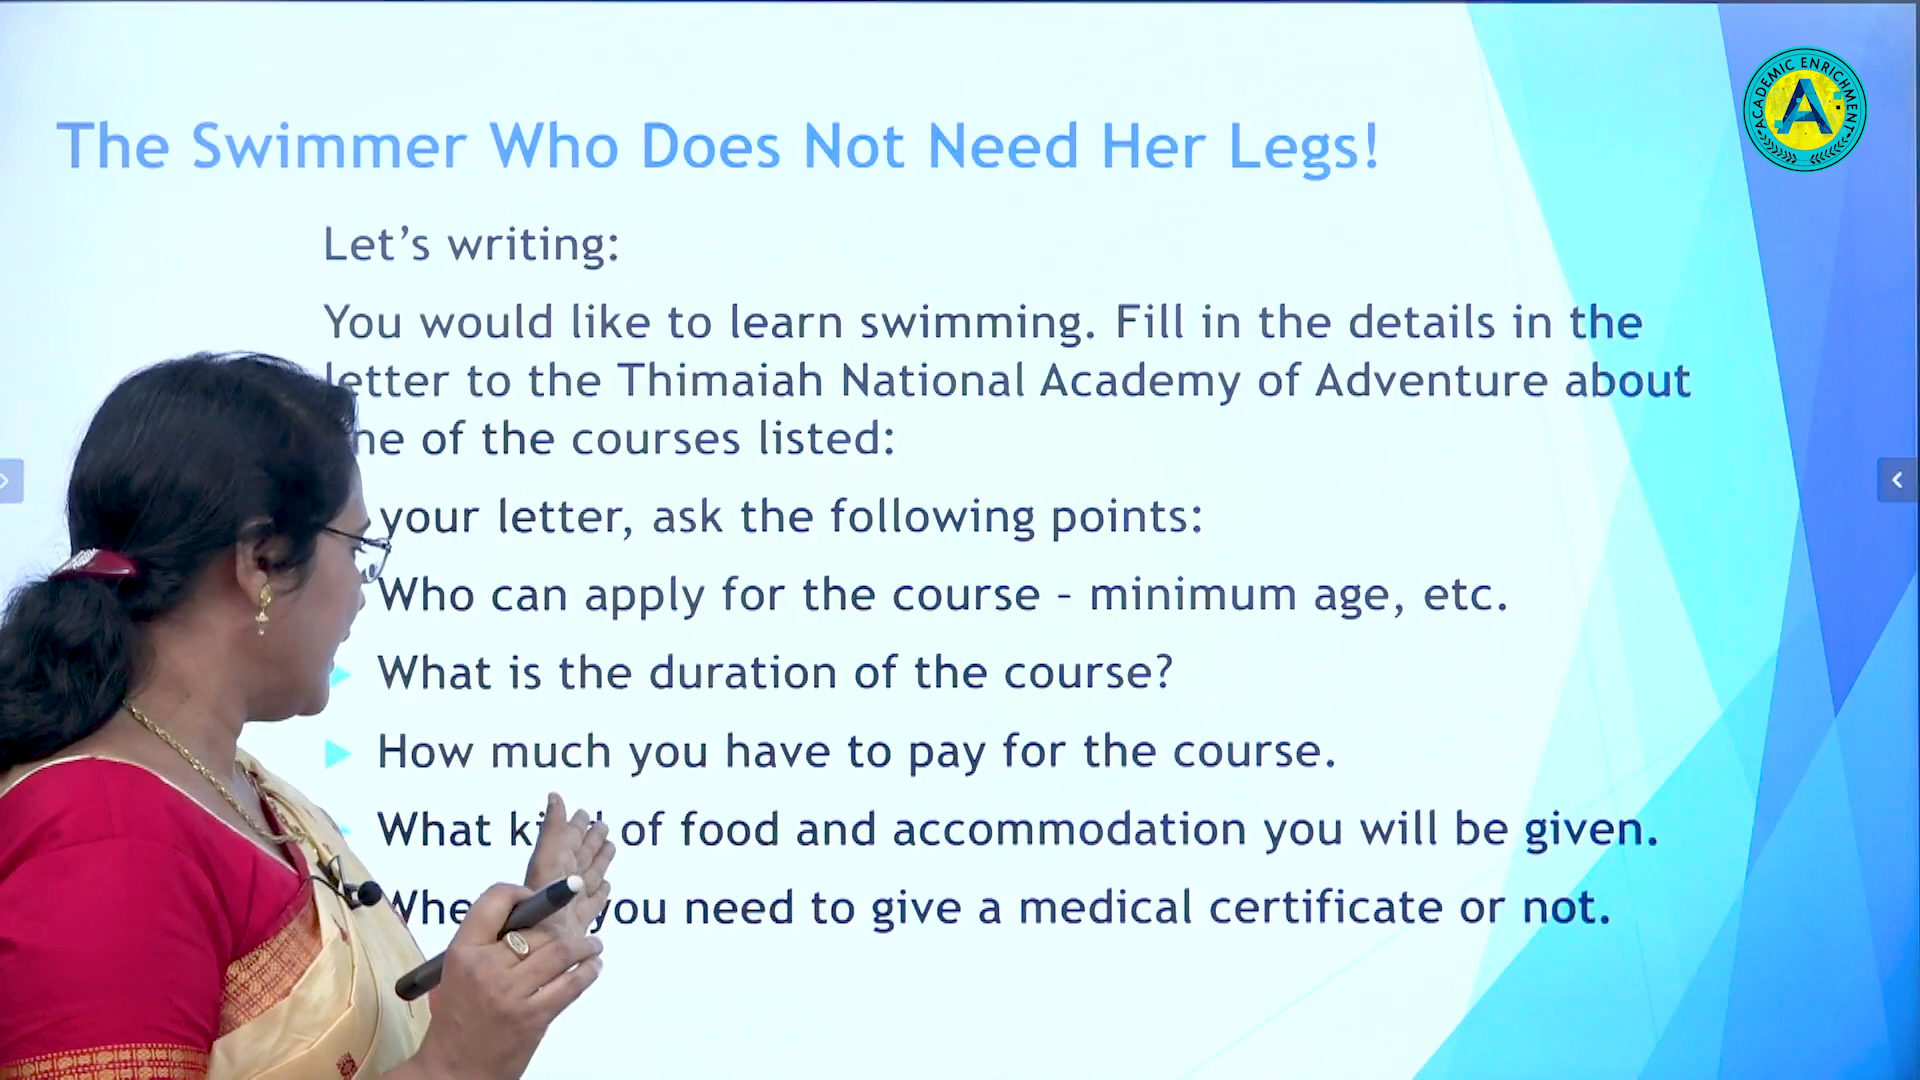 ACADEMIC ENRICHMENT
A
The Swimmer Who Does Not Need Her Legs!
Let's writing:
You would like to learn swimming. Fill in the details in the
letter to the Thimaiah National Academy of Adventure about
of the courses listed:
your letter, ask the following points:
Who can apply for the course – minimum age, etc.
What is the duration of the course?
How much you have to pay for the course.
What of food and accommodation you will be given.
you need to give a medical certificate or not.